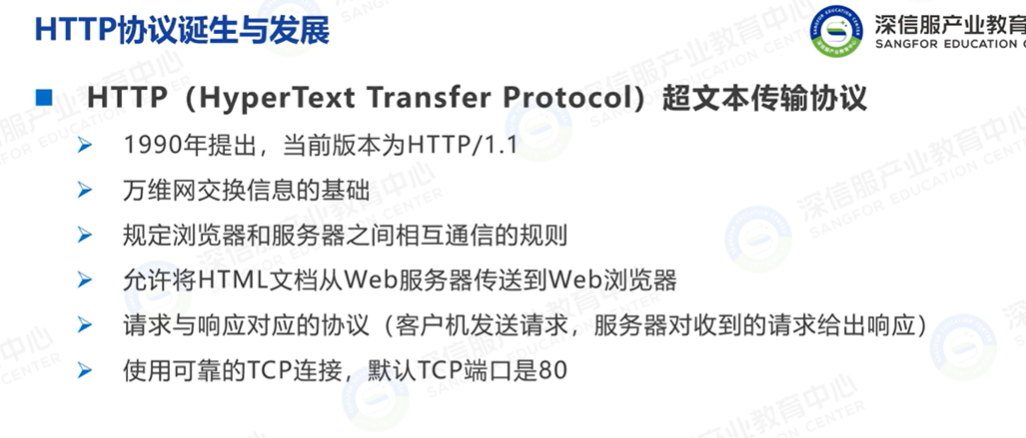 HTTP协议诞生与发展
深信服产业教育
SANGFOR EDUCATION
HTTP（HyperText Transfer Protocol）超文本传输协议
1990年提出，当前版本为HTTP/1.1
万维网交换信息的基础
规定浏览器和服务器之间相互通信的规则
允许将HTML文档从Web服务器传送到Web浏览器
请求与响应对应的协议（客户机发送请求，服务器对收到的请求给出响应）
使用可靠的TCP连接，默认TCP端口是80